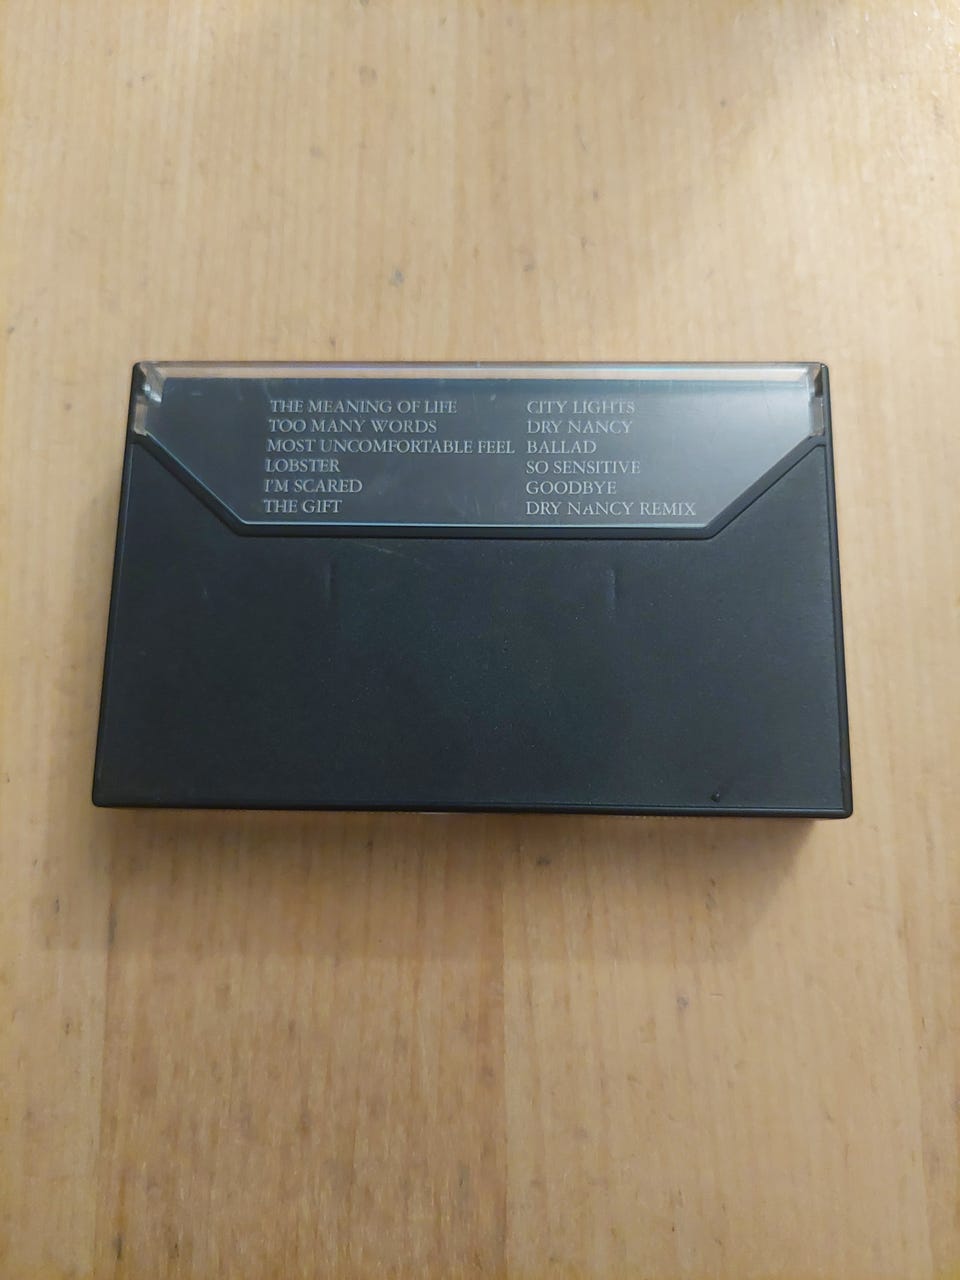 THE MEANING OF LIFE
TOO MANY WORDS
MOST UNCOMFORTABLE FEEL
LOBSTER
I'M SCARED
THE GIFT
CITY LIGHTS
DRY NANCY
BALLAD
SO SENSITIVE
GOODBYE
DRY NANCY REMIX